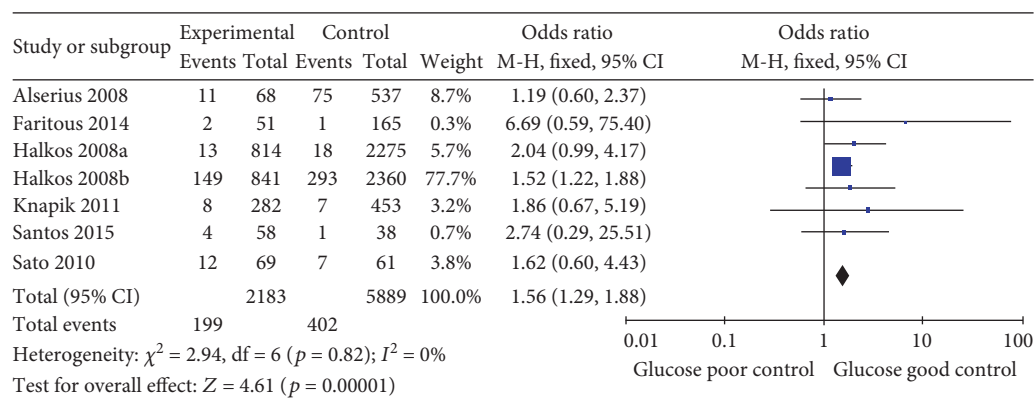 Study or subgroup Experimental Control Odds ratio Odds ratio
Events Total Events Total Weight M-H, fixed, 95% CI M-H, fixed, 95% CI
Alserius 2008 11 68 75 537 8.7% 1.19 (0.60, 2.37)
Faritous 2014 2 51 1 165 0.3% 6.69 (0.59, 75.40)
Halkos 2008a 13 814 18 2275 5.7% 2.04 (0.99, 4.17)
Halkos 2008b 149 841 293 2360 77.7% 1.52 (1.22, 1.88)
Knapik 2011 8 282 7 453 3.2% 1.86 (0.67, 5.19)
Santos 2015 4 58 1 38 0.7% 2.74 (0.29, 25.51)
Sato 2010 12 69 7 61 3.8% 1.62 (0.60, 4.43)
Total (95% CI) 2183 5889 100.0% 1.56 (1.29, 1.88)
Total events 199 402
Heterogeneity: χ² = 2.94, df = 6 (p = 0.82); I² = 0%
Test for overall effect: Z = 4.61 (p = 0.00001)
0.01 0.1 1 10 100
Glucose poor control Glucose good control